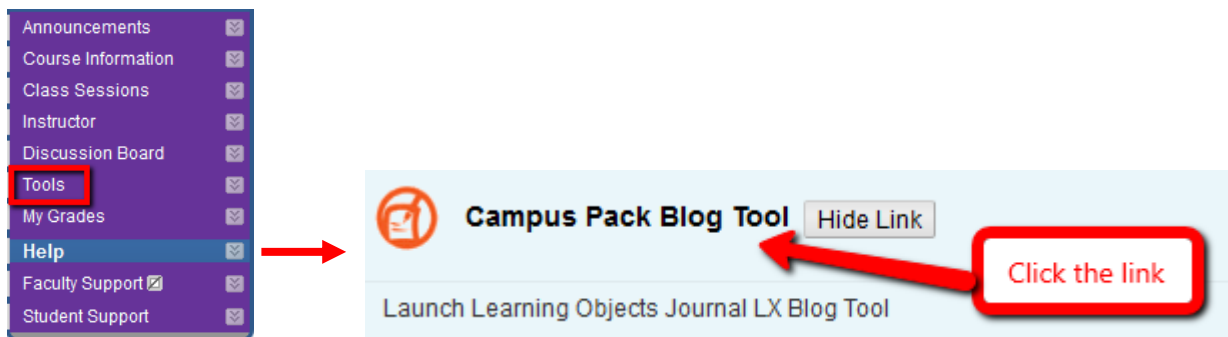 Announcements
Course Information
Class Sessions
Instructor
Discussion Board
Tools
My Grades
Help
Faculty Support
Student Support
Campus Pack Blog Tool Hide Link
Click the link
Launch Learning Objects Journal LX Blog Tool